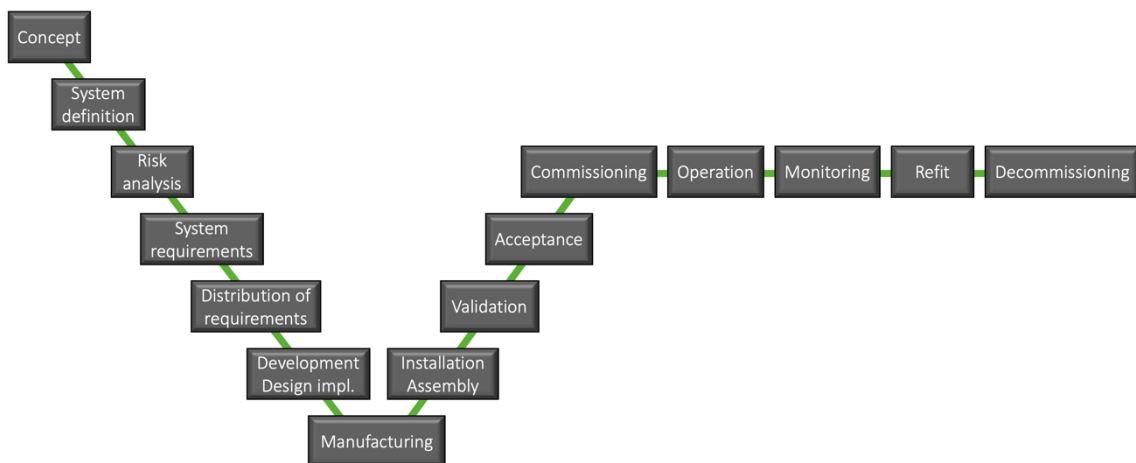 Concept
System
definition
Risk
analysis
System
requirements
Distribution of
requirements
Development
Design impl.
Manufacturing
Installation
Assembly
Validation
Acceptance
Commissioning
Operation
Monitoring
Refit
Decommissioning